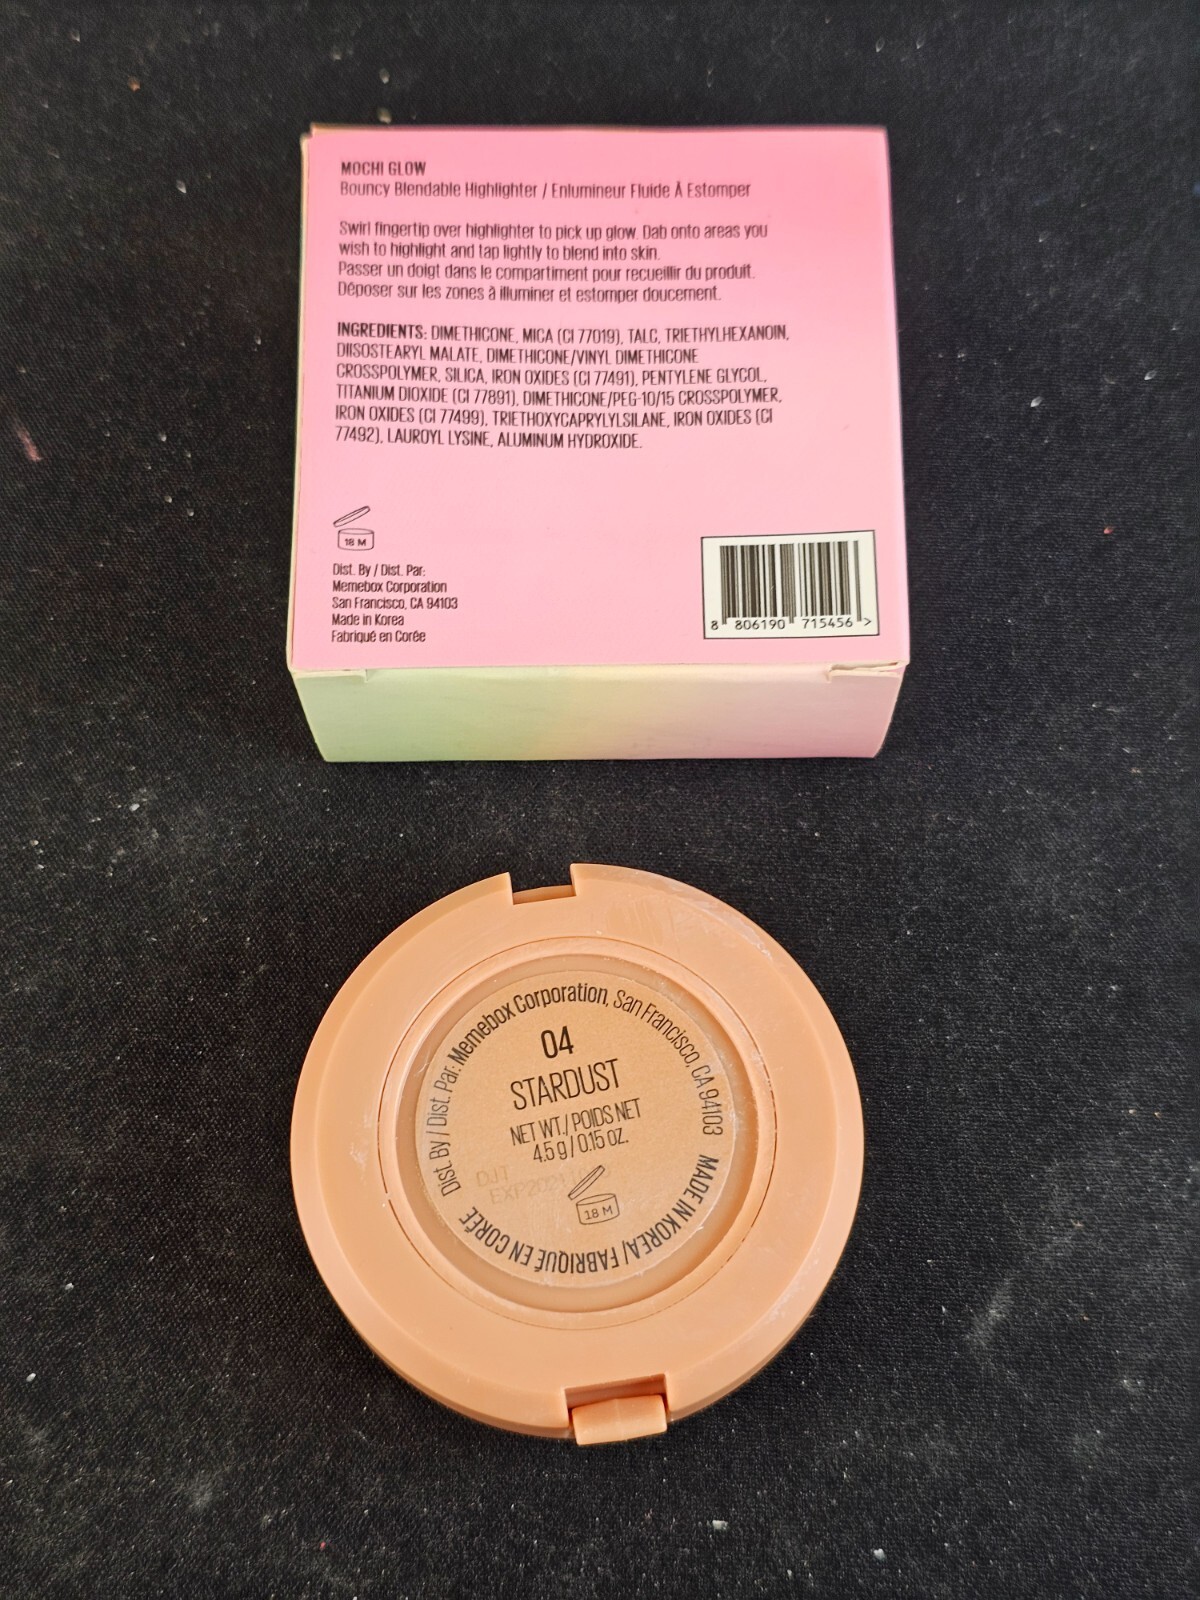 MOCHI GLOW
Bouncy Blendable Highlighter / Enlumineur Fluide À Estomper
Swirl fingertip over highlighter to pick up glow. Dab onto areas you
wish to highlight and tap lightly to blend into skin.
Passer un doigt dans le compartiment pour recueillir du produit.
Déposer sur les zones à illuminer et estomper doucement.
INGREDIENTS: DIMETHICONE, MICA (CI 77019), TALC, TRIETHYLHEXANOIN,
DIISOSTEARYL MALATE, DIMETHICONE/VINYL DIMETHICONE
CROSSPOLYMER, SILICA, IRON OXIDES (CI 77491), PENTYLENE GLYCOL,
TITANIUM DIOXIDE (CI 77891), DIMETHICONE/PEG-10/15 CROSSPOLYMER,
IRON OXIDES (CI 77499), TRIETHOXYCAPRYLYLSILANE, IRON OXIDES (CI
77492), LAUROYL LYSINE, ALUMINUM HYDROXIDE.
18 M
Dist. By / Dist. Par:
Memebox Corporation
San Francisco, CA 94103
Made in Korea
Fabriqué en Corée
8 806190 715456 >
Dist. By / Dist. Par: Memebox Corporation, San Francisco, CA 94103
04
STARDUST
NET WT. / POIDS NET
4.5 g / 0.15 OZ.
DJT
18 M
MADE IN KOREA / FABRIQUÉ EN CORÉE